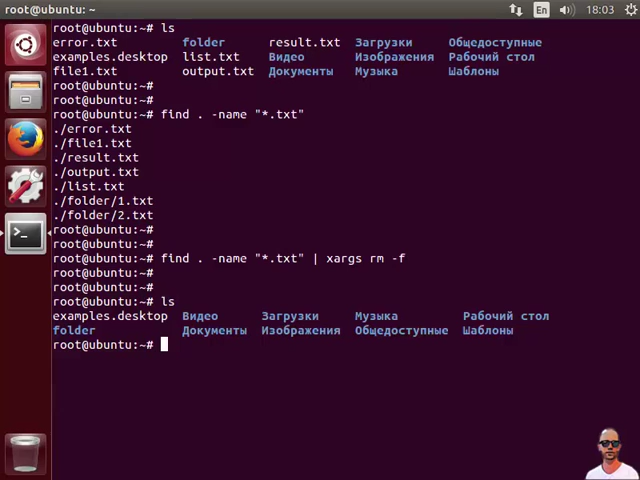 root@ubuntu: ~
En
18:03
root@ubuntu:~# ls
error.txt folder result.txt Загрузки Общедоступные
examples.desktop list.txt Видео Изображения Рабочий стол
file1.txt output.txt Документы Музыка Шаблоны
root@ubuntu:~#
root@ubuntu:~#
root@ubuntu:~# find . -name "*.txt"
./error.txt
./file1.txt
./result.txt
./output.txt
./list.txt
./folder/1.txt
./folder/2.txt
root@ubuntu:~#
root@ubuntu:~#
root@ubuntu:~# find . -name "*.txt" | xargs rm -f
root@ubuntu:~#
root@ubuntu:~#
root@ubuntu:~# ls
examples.desktop Видео Загрузки Музыка Рабочий стол
folder Документы Изображения Общедоступные Шаблоны
root@ubuntu:~#